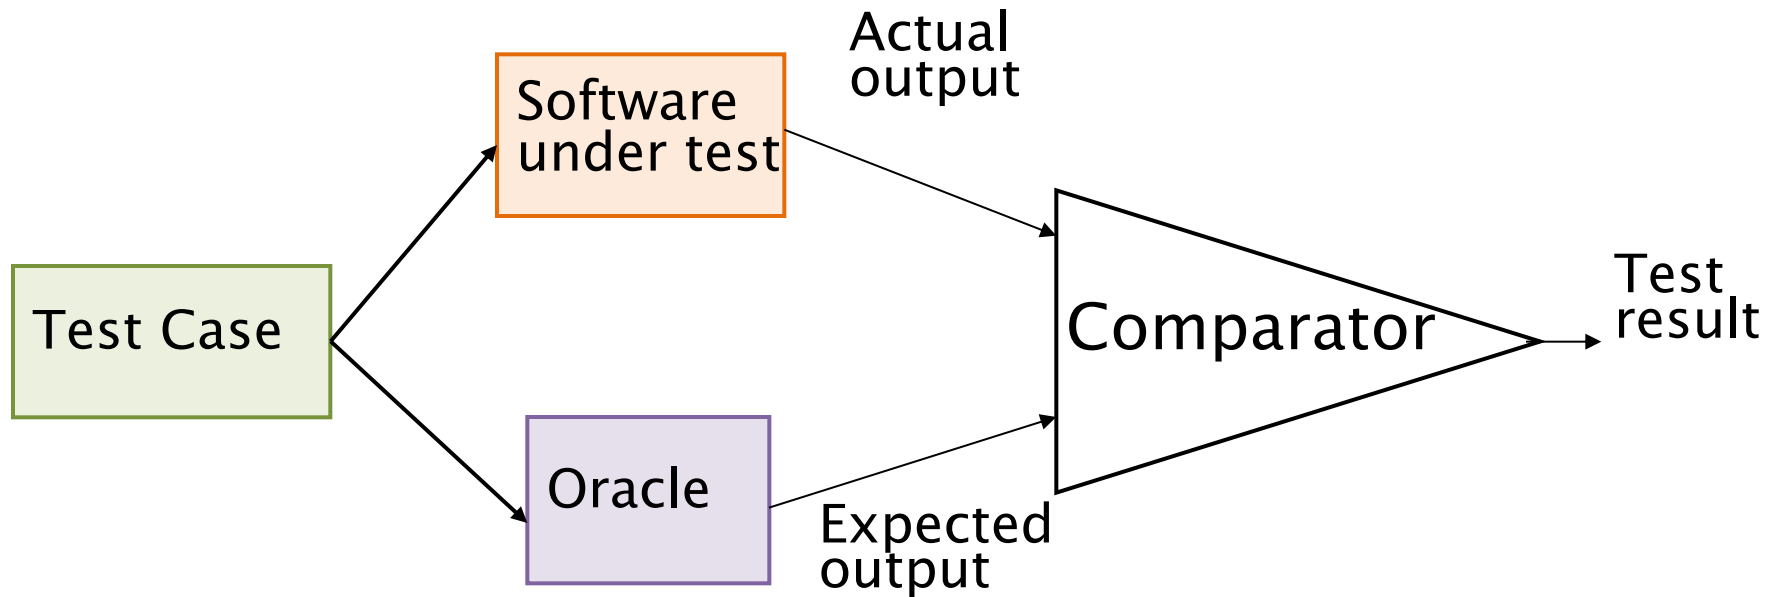 Actual
output
Software
under test
Test Case
Comparator
Test
result
Oracle
Expected
output